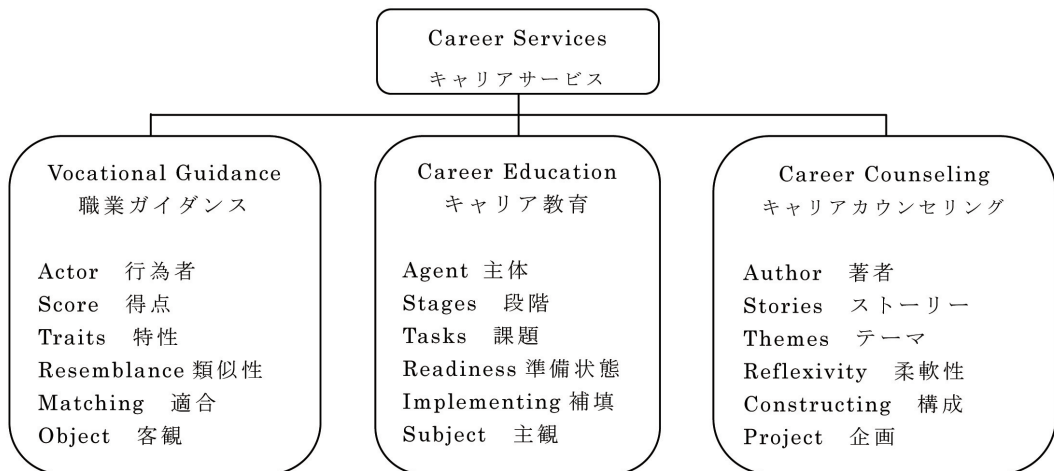 Career Services
キャリアサービス
Vocational Guidance
職業ガイダンス
Actor 行為者
Score 得点
Traits 特性
Resemblance 類似性
Matching 適合
Object 客観
Career Education
キャリア教育
Agent 主体
Stages 段階
Tasks 課題
Readiness 準備状態
Implementing 補填
Subject 主観
Career Counseling
キャリアカウンセリング
Author 著者
Stories ストーリー
Themes テーマ
Reflexivity 柔軟性
Constructing 構成
Project 企画